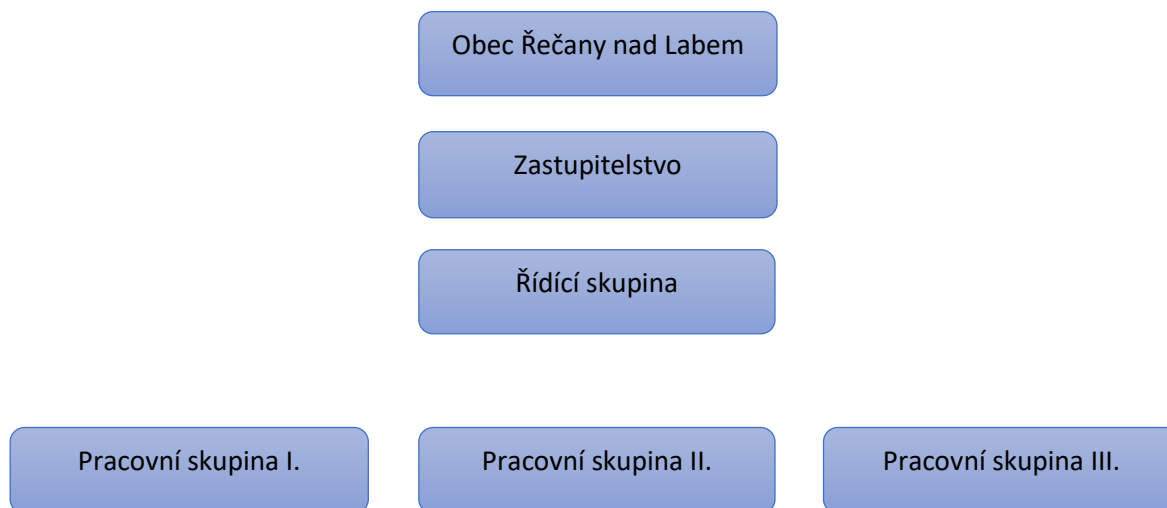 Obec Řečany nad Labem
Zastupitelstvo
Řídící skupina
Pracovní skupina I.
Pracovní skupina II.
Pracovní skupina III.